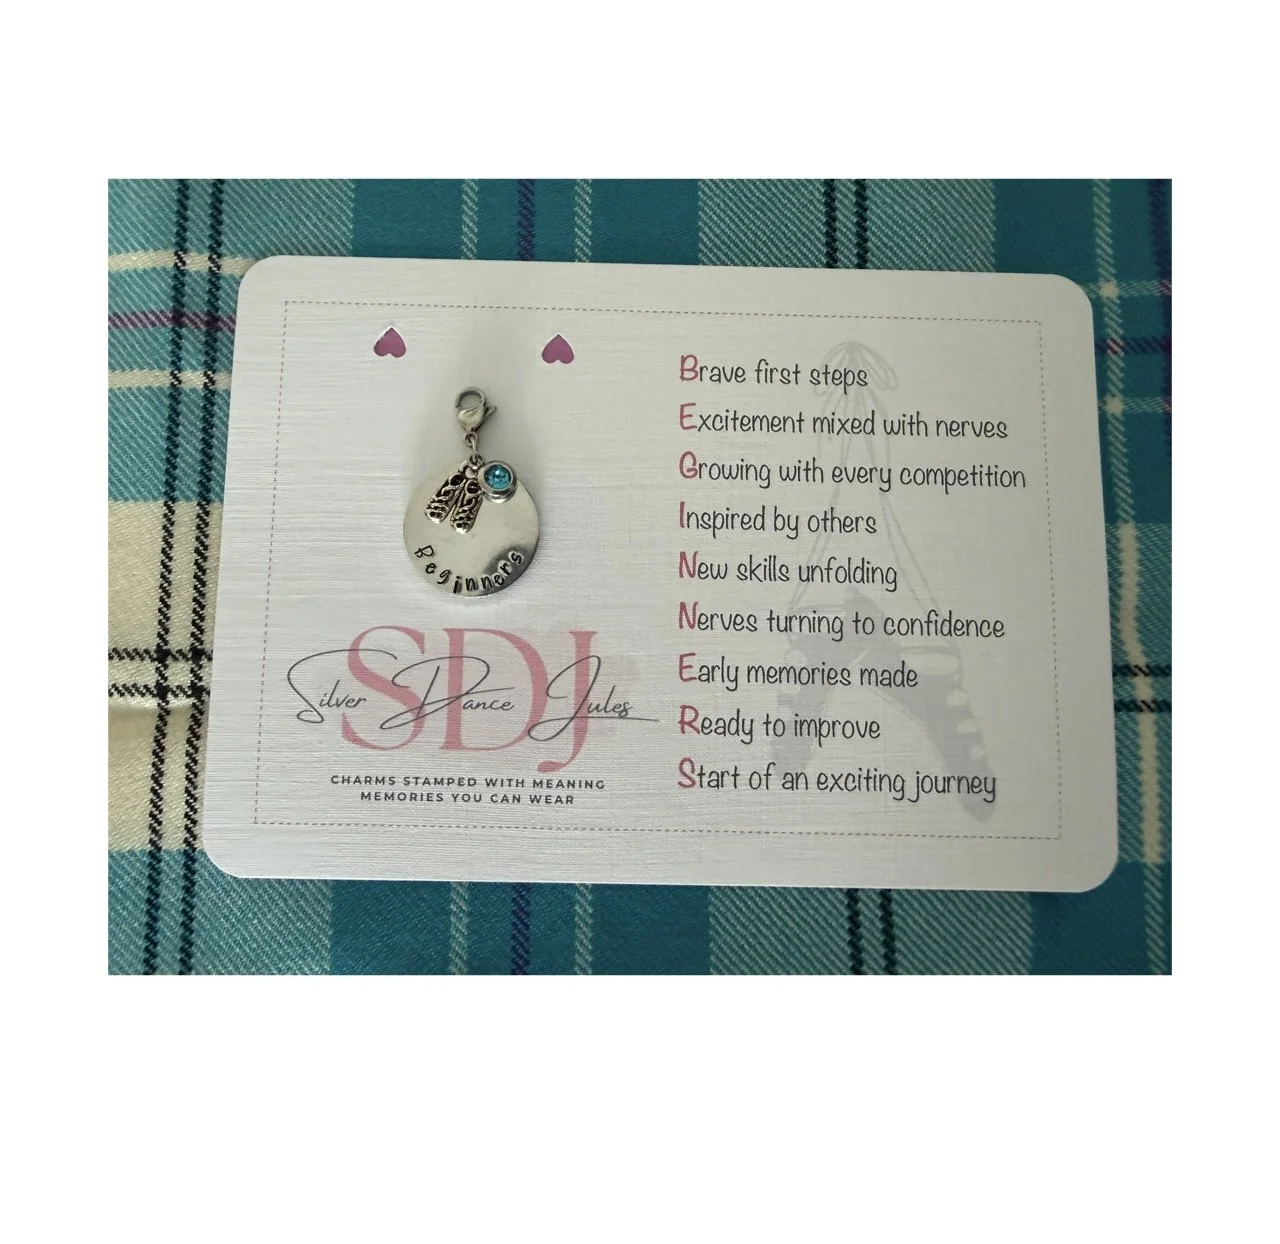 Beginners
SDJ
Silver Dance Jules
CHARMS STAMPED WITH MEANING
MEMORIES YOU CAN WEAR
Brave first steps
Excitement mixed with nerves
Growing with every competition
Inspired by others
New skills unfolding
Nerves turning to confidence
Early memories made
Ready to improve
Start of an exciting journey